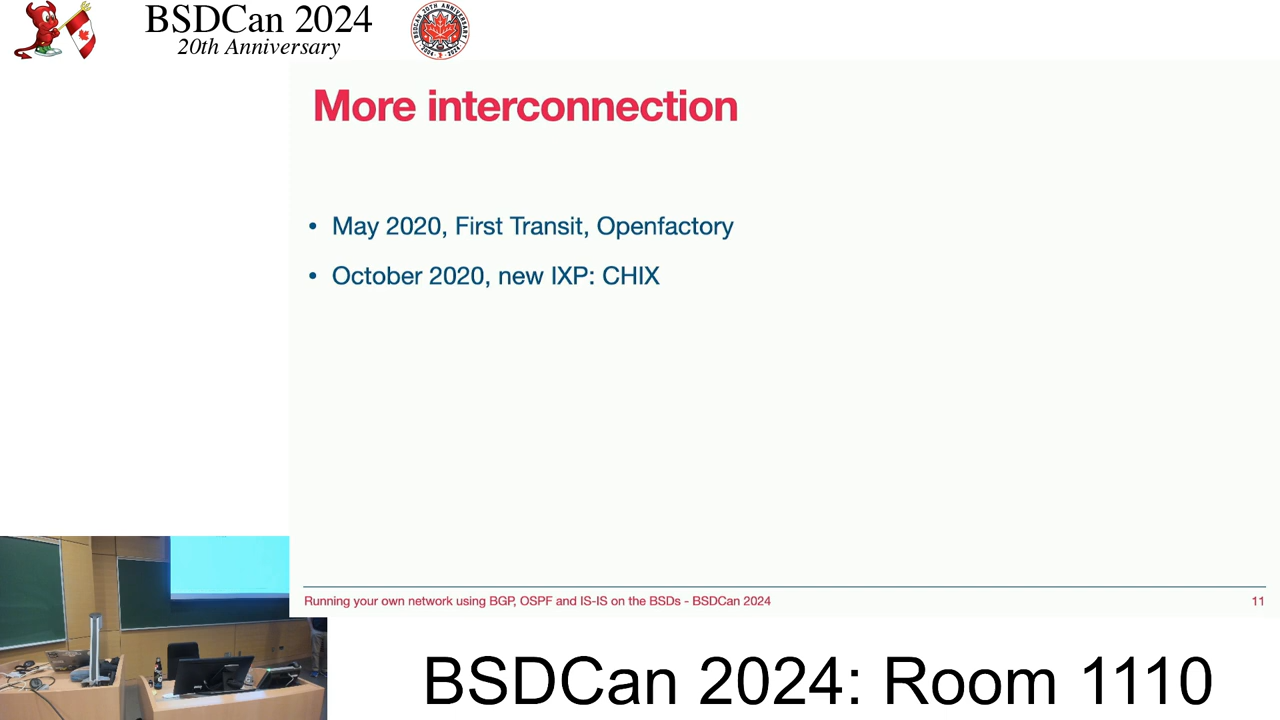 BSDCan 2024
20th Anniversary
More interconnection
• May 2020, First Transit, Openfactory
• October 2020, new IXP: CHIX
Running your own network using BGP, OSPF and IS-IS on the BSDs - BSDCan 2024
11
BSDCan 2024: Room 1110